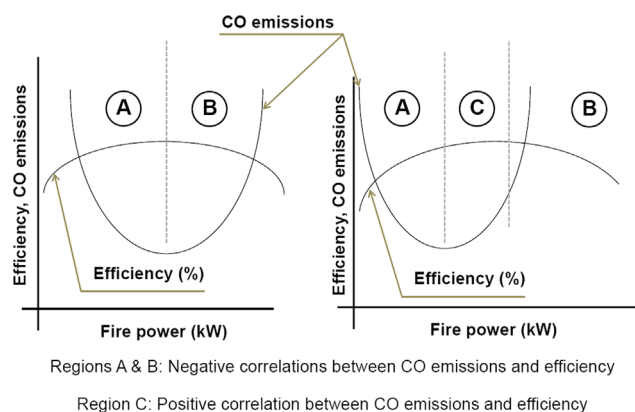 CO emissions
A
B
A
C
B
Efficiency, CO emissions
Efficiency, CO emissions
Efficiency (%)
Efficiency (%)
Fire power (kW)
Fire power (kW)
Regions A & B: Negative correlations between CO emissions and efficiency
Region C: Positive correlation between CO emissions and efficiency